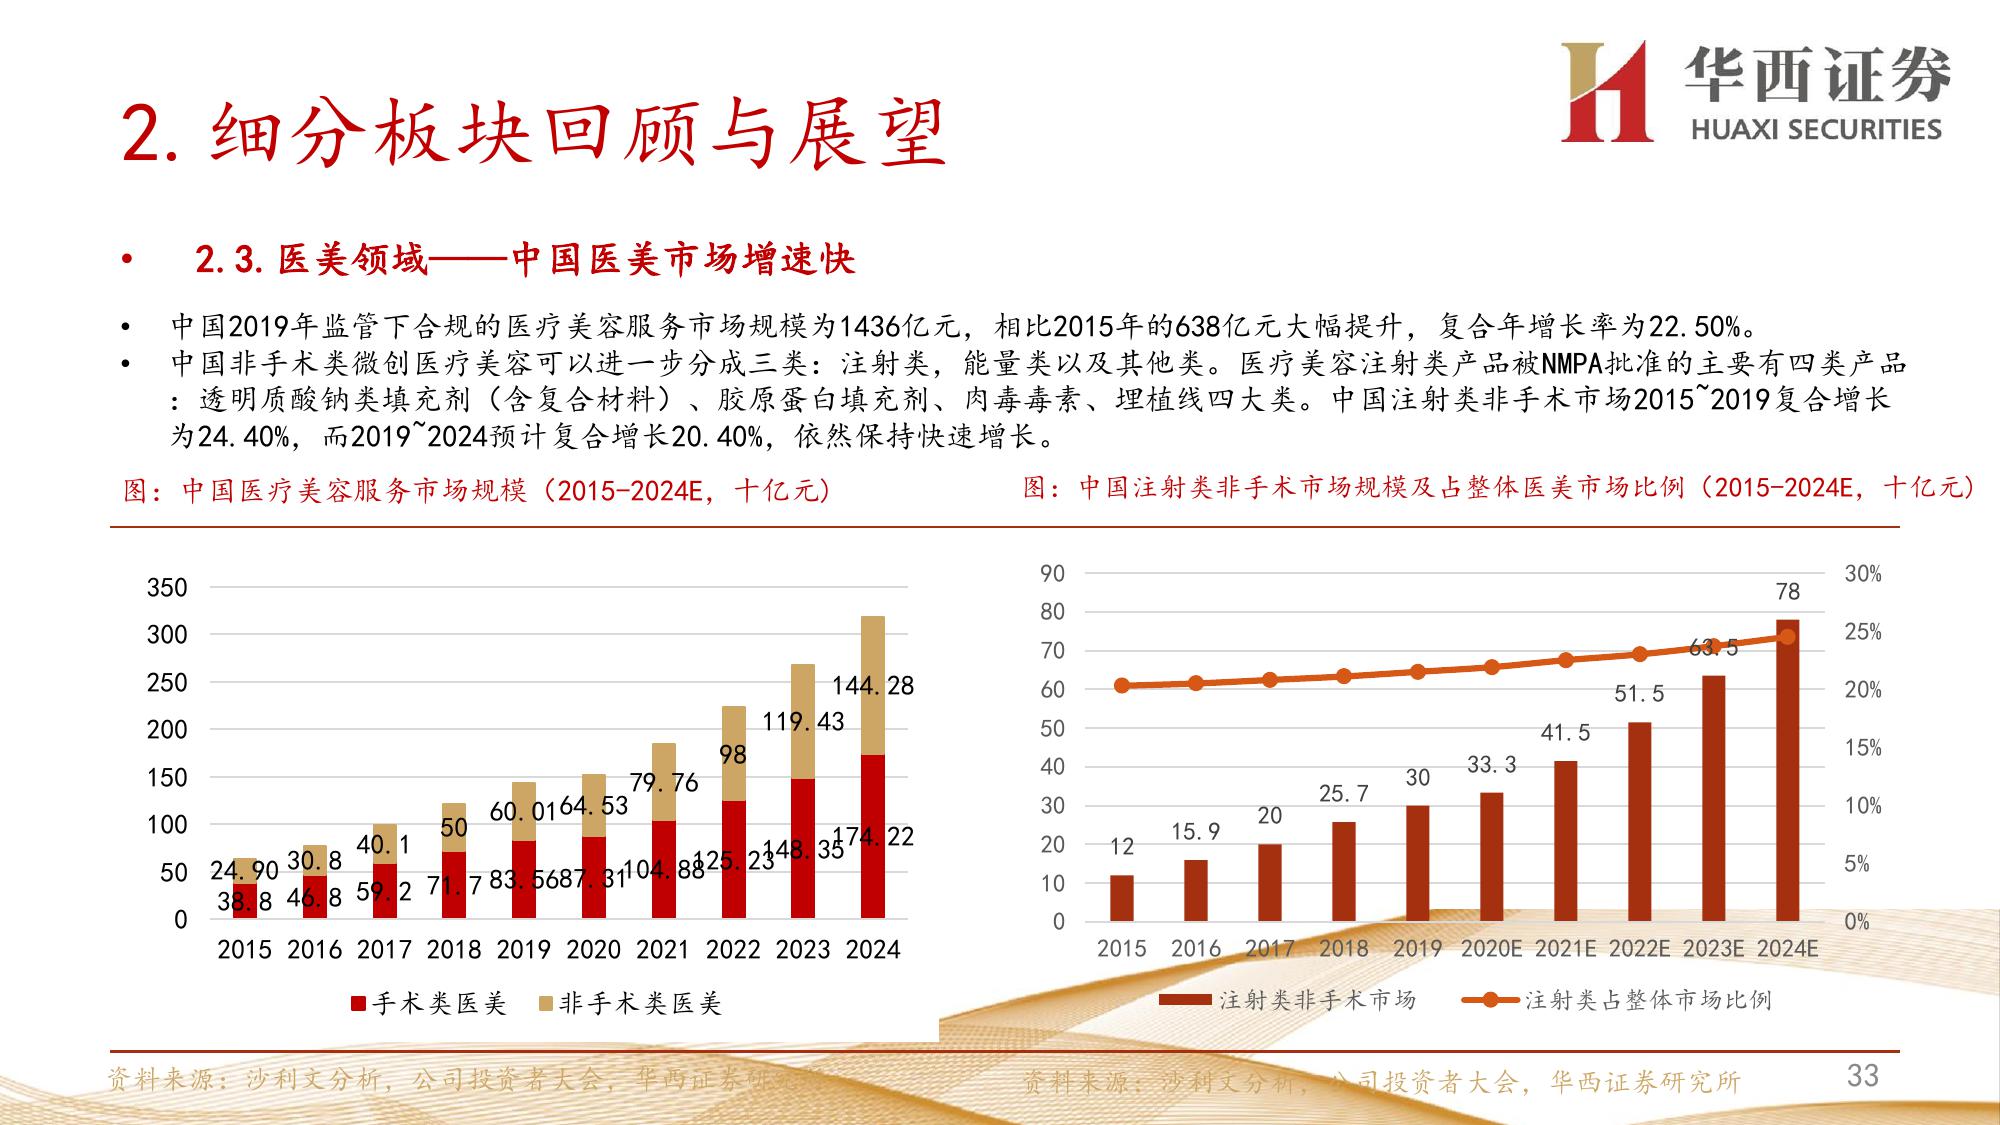 华西证券
HUAXI SECURITIES
2. 细分板块回顾与展望
• 2.3. 医美领域——中国医美市场增速快
• 中国2019年监管下合规的医疗美容服务市场规模为1436亿元，相比2015年的638亿元大幅提升，复合年增长率为22.50%。
• 中国非手术类微创医疗美容可以进一步分成三类：注射类，能量类以及其他类。医疗美容注射类产品被NMPA批准的主要有四类产品
：透明质酸钠类填充剂（含复合材料）、胶原蛋白填充剂、肉毒毒素、埋植线四大类。中国注射类非手术市场2015~2019复合增长
为24.40%，而2019~2024预计复合增长20.40%，依然保持快速增长。
图：中国医疗美容服务市场规模（2015-2024E，十亿元）
350
300
250
200
150
100
50
0
24.90 30.8 40.1 50 60.01 64.53 79.76 98 119.43 144.28
38.8 46.8 59.2 71.7 83.56 87.31 104.88 125.23 148.35 174.22
2015 2016 2017 2018 2019 2020 2021 2022 2023 2024
手术类医美 非手术类医美
图：中国注射类非手术市场规模及占整体医美市场比例（2015-2024E，十亿元）
90
80
70
60
50
40
30
20
10
0
12 15.9 20 25.7 30 33.3 41.5 51.5 63.5 78
30%
25%
20%
15%
10%
5%
0%
2015 2016 2017 2018 2019 2020E 2021E 2022E 2023E 2024E
注射类非手术市场 注射类占整体市场比例
资料来源：沙利文分析，公司投资者大会，华西证券研究所
资料来源：沙利文分析，公司投资者大会，华西证券研究所
33